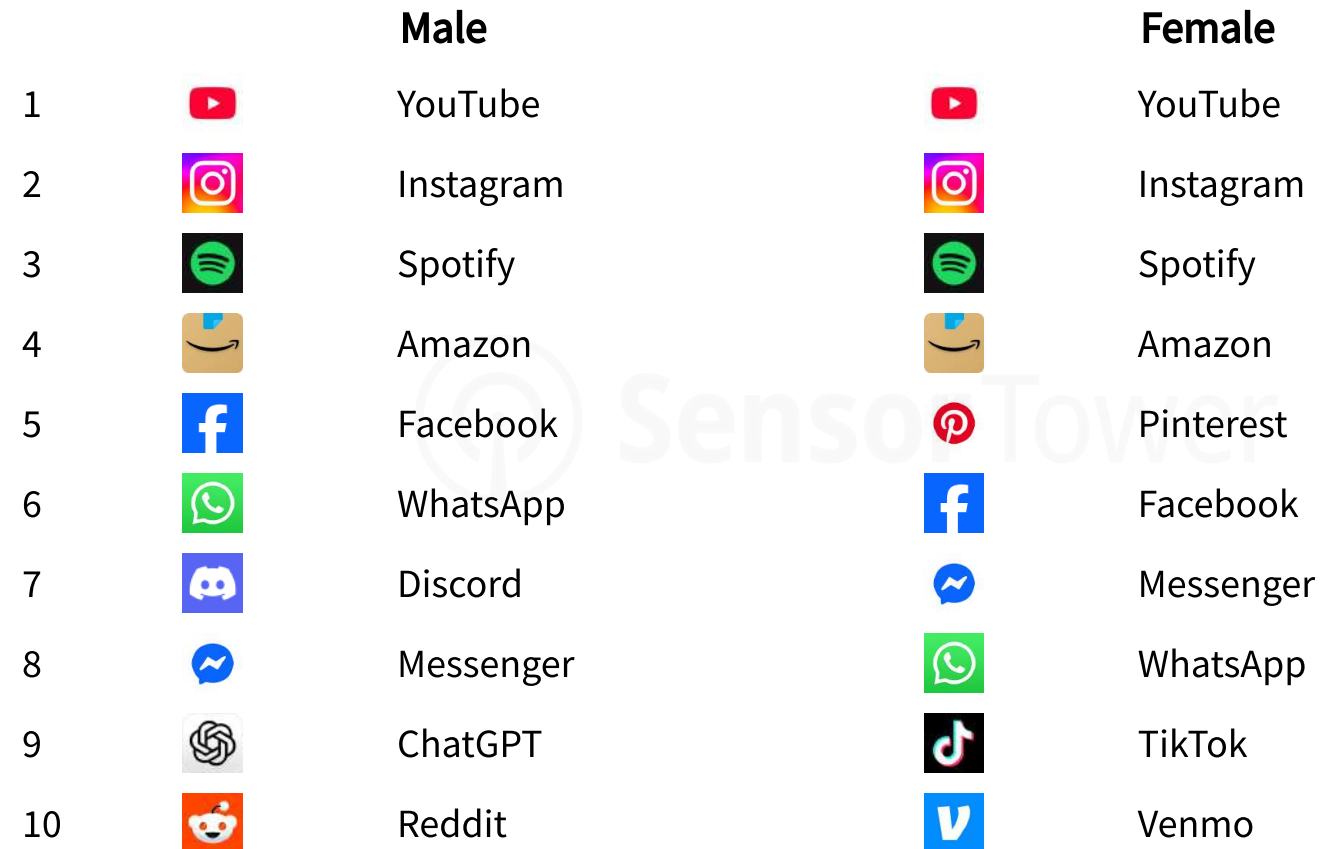 Male Female
1 YouTube YouTube
2 Instagram Instagram
3 Spotify Spotify
4 Amazon Amazon
5 Facebook Pinterest
6 WhatsApp Facebook
7 Discord Messenger
8 Messenger WhatsApp
9 ChatGPT TikTok
10 Reddit Venmo
SensorTower